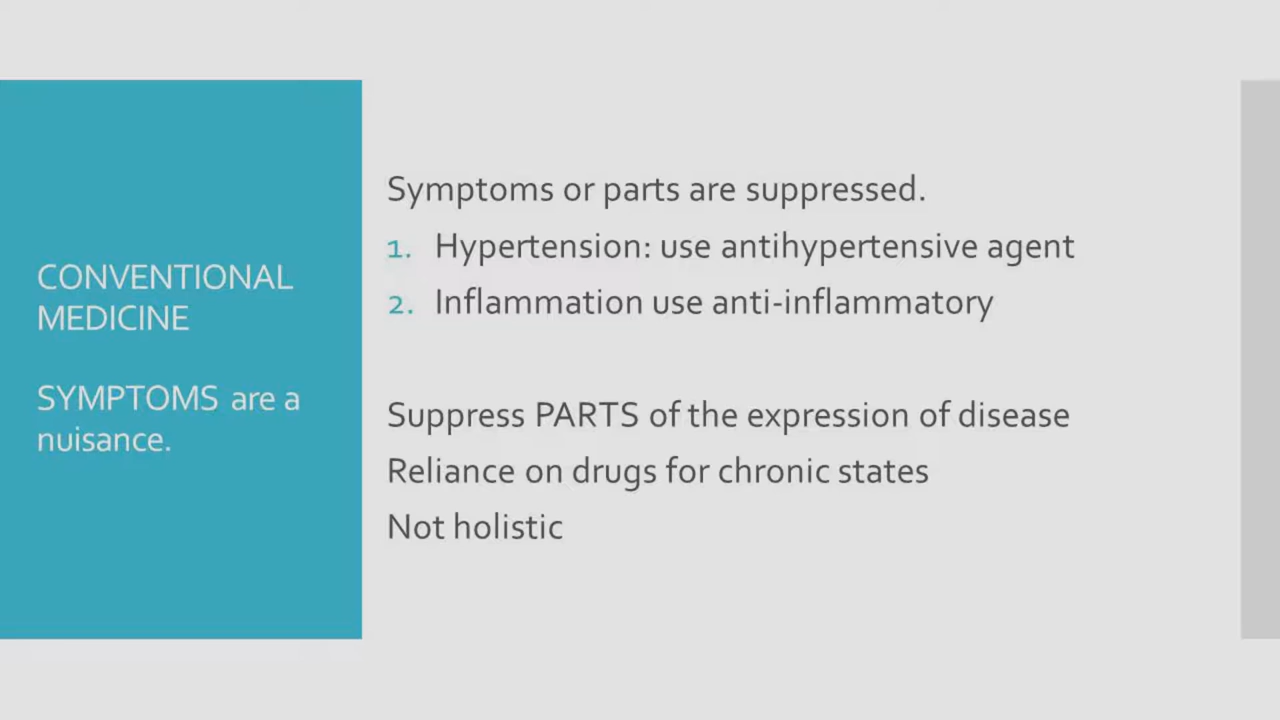 CONVENTIONAL
MEDICINE
SYMPTOMS are a
nuisance.
Symptoms or parts are suppressed.
1. Hypertension: use antihypertensive agent
2. Inflammation use anti-inflammatory
Suppress PARTS of the expression of disease
Reliance on drugs for chronic states
Not holistic